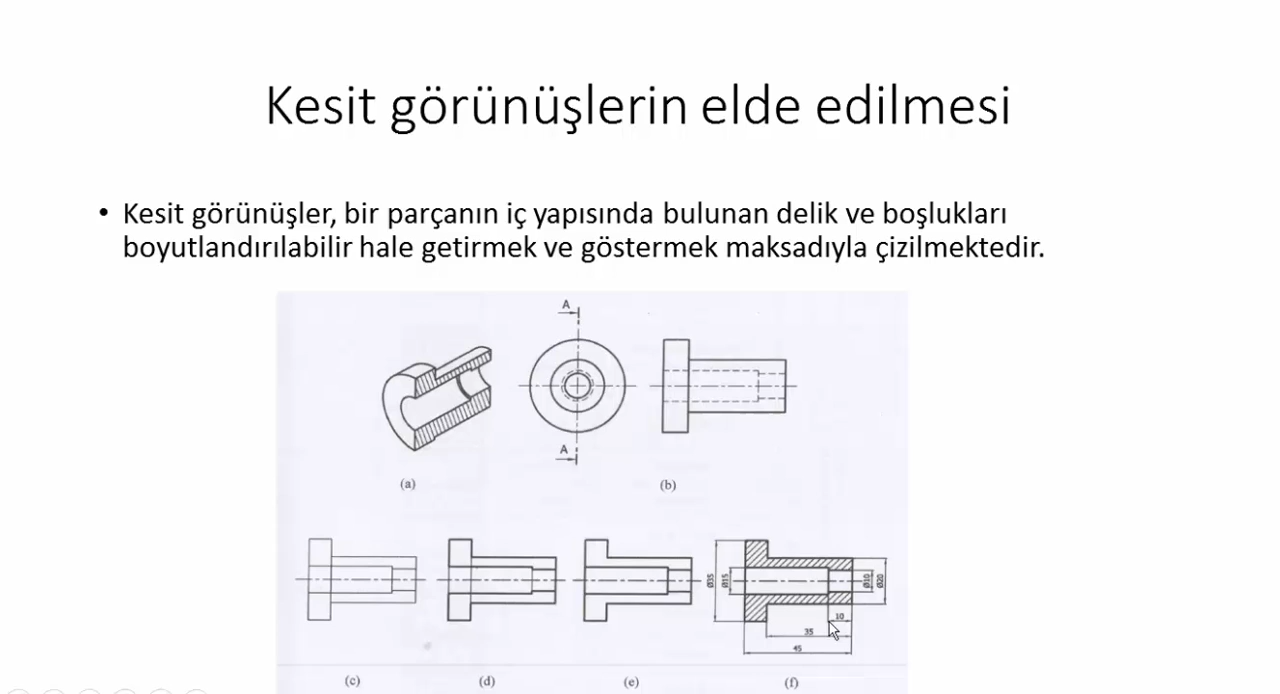 Kesit görünüşlerin elde edilmesi
• Kesit görünüşler, bir parçanın iç yapısında bulunan delik ve boşlukları
boyutlandırılabilir hale getirmek ve göstermek maksadıyla çizilmektedir.
A
A
(a)
(b)
Ø35
Ø15
Ø10
Ø20
10
35
45
(c)
(d)
(e)
(f)